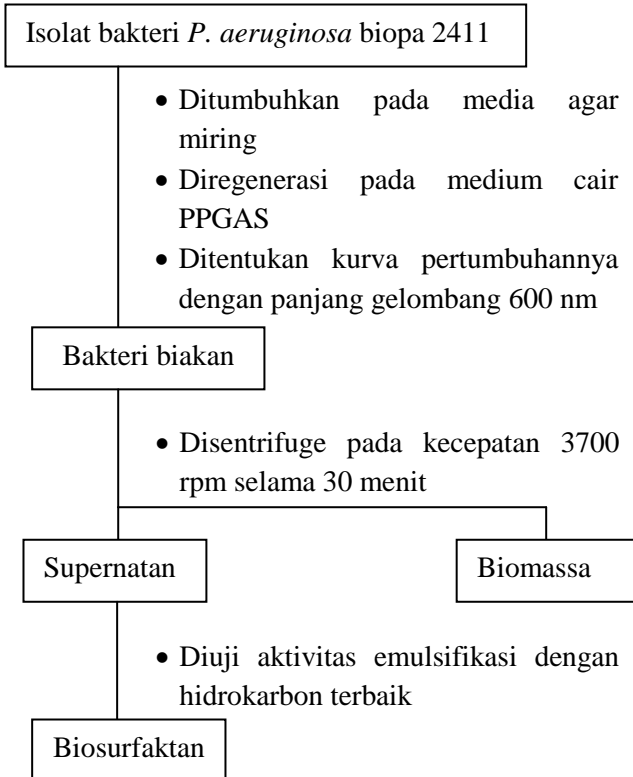 Isolat bakteri P. aeruginosa biopa 2411
• Ditumbuhkan pada media agar
miring
• Diregenerasi pada medium cair
PPGAS
• Ditentukan kurva pertumbuhannya
dengan panjang gelombang 600 nm
Bakteri biakan
• Disentrifuge pada kecepatan 3700
rpm selama 30 menit
Supernatan
Biomassa
• Diuji aktivitas emulsifikasi dengan
hidrokarbon terbaik
Biosurfaktan